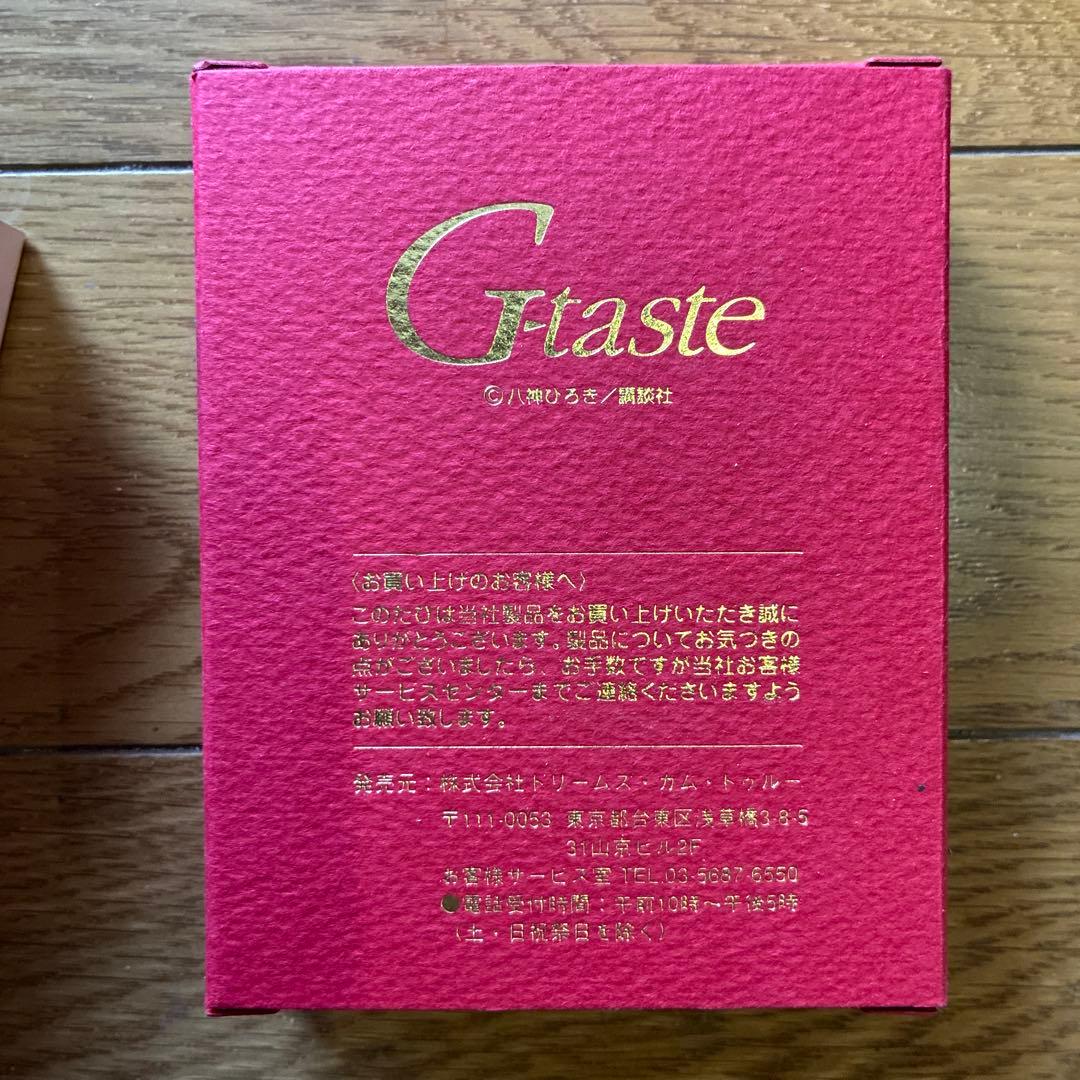 G-taste
©八神ひろき/講談社
〈お買い上げのお客様へ〉
このたびは当社製品をお買い上げいただき誠に
ありがとうございます。製品についてお気づきの
点がございましたら、お手数ですが当社お客様
サービスセンターまでご連絡くださいますよう
お願い致します。
発売元:株式会社ドリームス・カム・トゥルー
〒111-0053 東京都台東区浅草橋3-8-5
31山京ビル2F
お客様サービス室 TEL.03-5687-6550
●電話受付時間:午前10時～午後5時
(土・日祝祭日を除く)